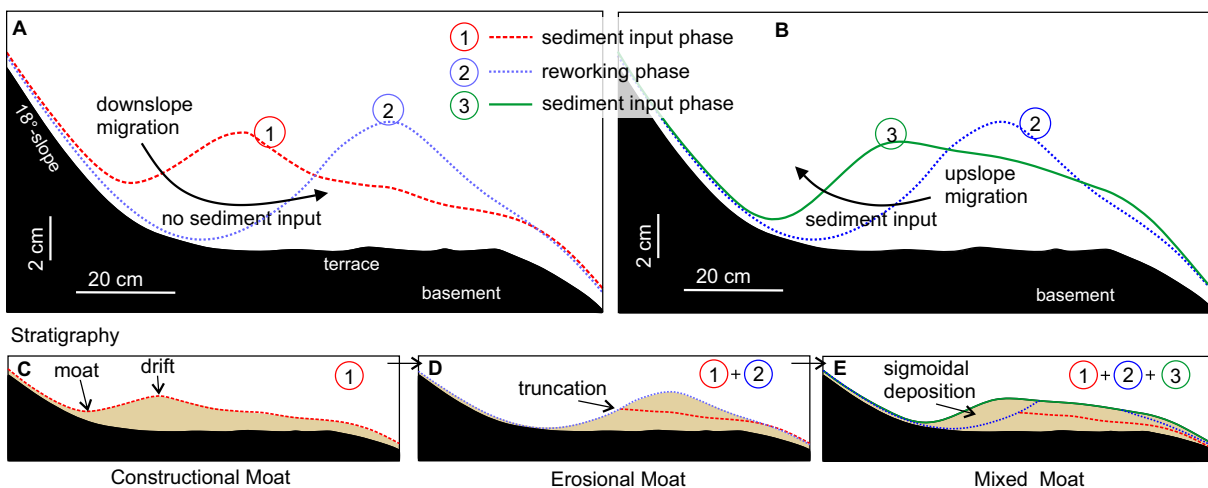 A
B
1 sediment input phase
2 reworking phase
3 sediment input phase
18°-slope
downslope
migration
1
2
no sediment input
2 cm
20 cm
terrace
basement
3
2
upslope
migration
sediment input
2 cm
20 cm
basement
Stratigraphy
C
moat
drift
1
D
truncation
1 + 2
E
sigmoidal
deposition
1 + 2 + 3
Constructional Moat
Erosional Moat
Mixed Moat